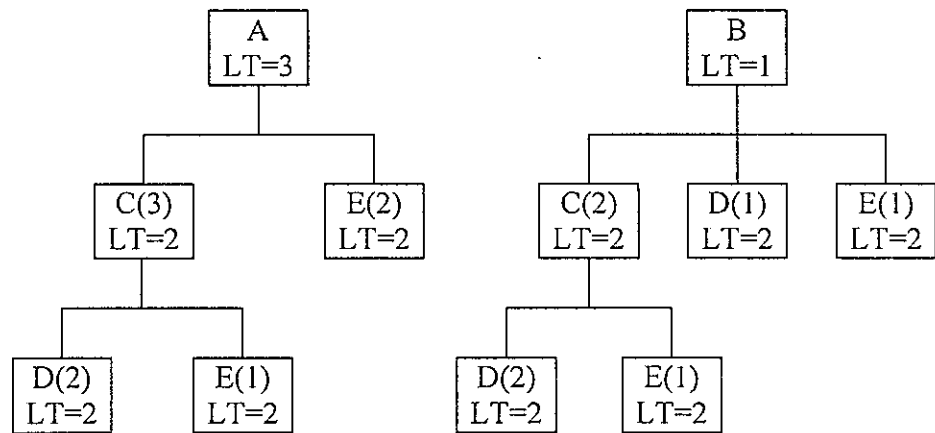 A
LT=3
B
LT=1
C(3)
LT=2
E(2)
LT=2
C(2)
LT=2
D(1)
LT=2
E(1)
LT=2
D(2)
LT=2
E(1)
LT=2
D(2)
LT=2
E(1)
LT=2